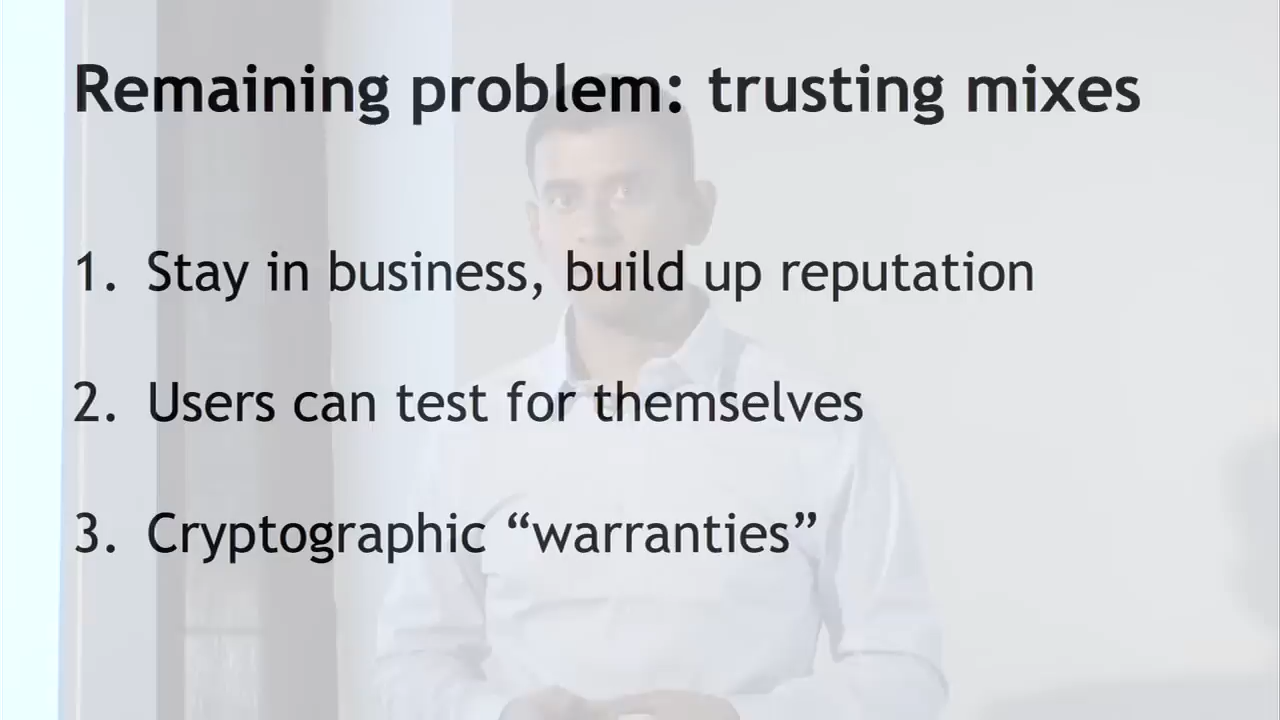 Remaining problem: trusting mixes
1. Stay in business, build up reputation
2. Users can test for themselves
3. Cryptographic “warranties”